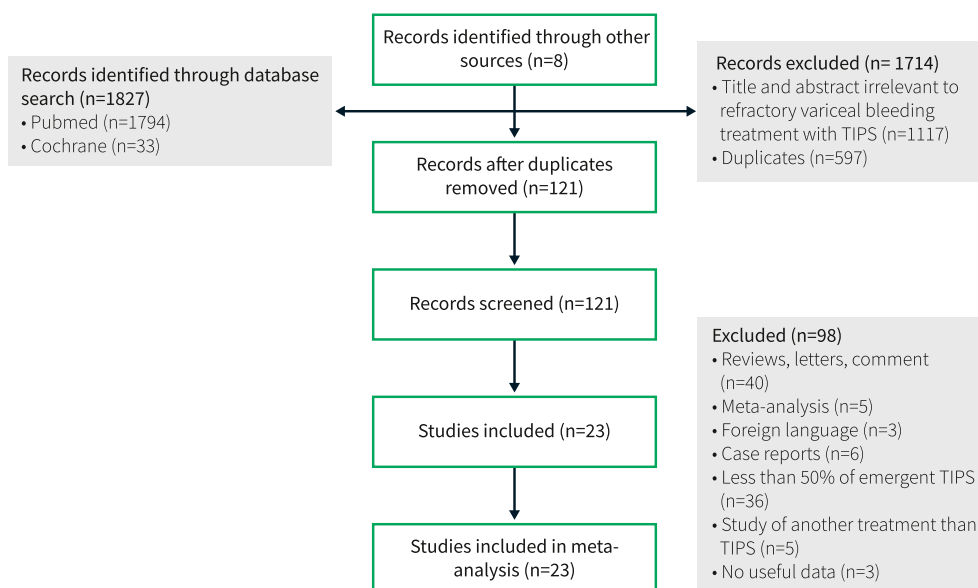 Records identified through other
sources (n=8)
Records identified through database
search (n=1827)
• Pubmed (n=1794)
• Cochrane (n=33)
Records excluded (n= 1714)
• Title and abstract irrelevant to
refractory variceal bleeding
treatment with TIPS (n=1117)
• Duplicates (n=597)
Records after duplicates
removed (n=121)
Records screened (n=121)
Excluded (n=98)
• Reviews, letters, comment
(n=40)
• Meta-analysis (n=5)
• Foreign language (n=3)
• Case reports (n=6)
• Less than 50% of emergent TIPS
(n=36)
• Study of another treatment than
TIPS (n=5)
• No useful data (n=3)
Studies included (n=23)
Studies included in meta-
analysis (n=23)